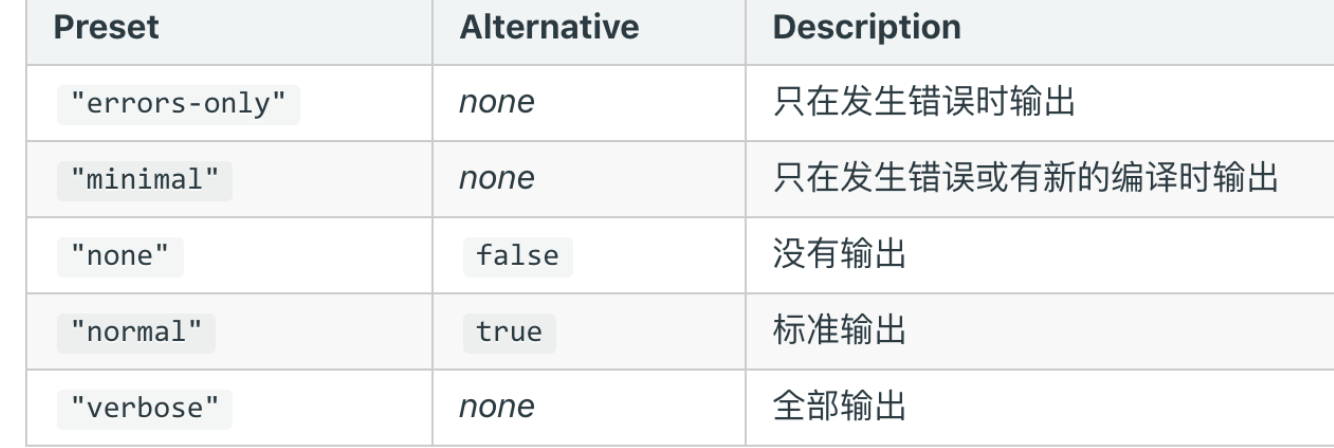 Preset Alternative Description
"errors-only" none 只在发生错误时输出
"minimal" none 只在发生错误或有新的编译时输出
"none" false 没有输出
"normal" true 标准输出
"verbose" none 全部输出